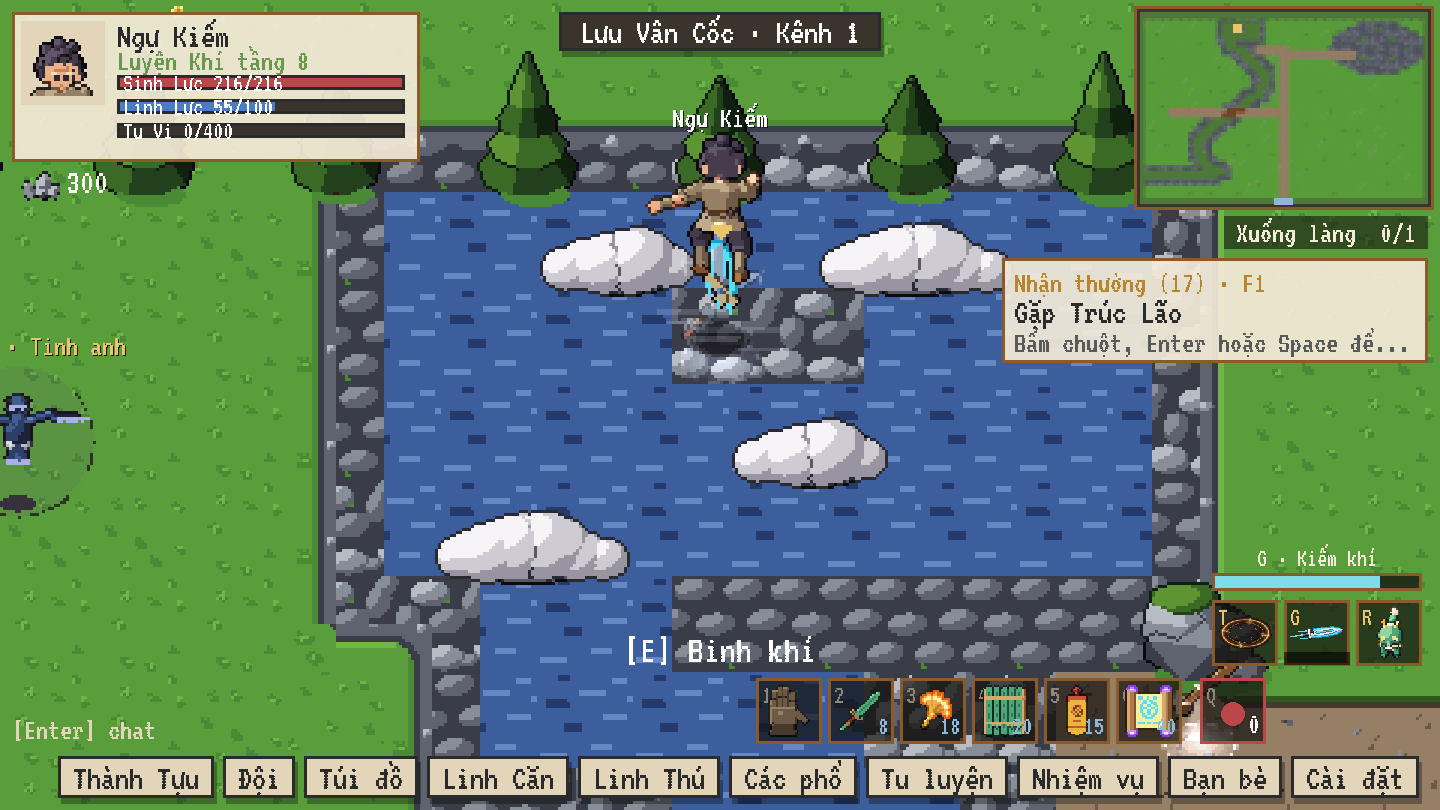 Ngự Kiếm
Luyện Khí tầng 8
Sinh Lực 216/216
Linh Lực 55/100
Tu Vi 0/400
300
Lưu Vân Cốc · Kênh 1
Ngự Kiếm
Xuống làng 0/1
Nhận thưởng (17) · F1
Gặp Trúc Lão
Bấm chuột, Enter hoặc Space để...
· Tinh anh
G · Kiếm khí
T
G
R
[E] Binh khí
1
2 8
3 18
4 20
5 15
Q 0
[Enter] chat
Thành Tựu
Đội
Túi đồ
Linh Căn
Linh Thú
Các phổ
Tu luyện
Nhiệm vụ
Bạn bè
Cài đặt